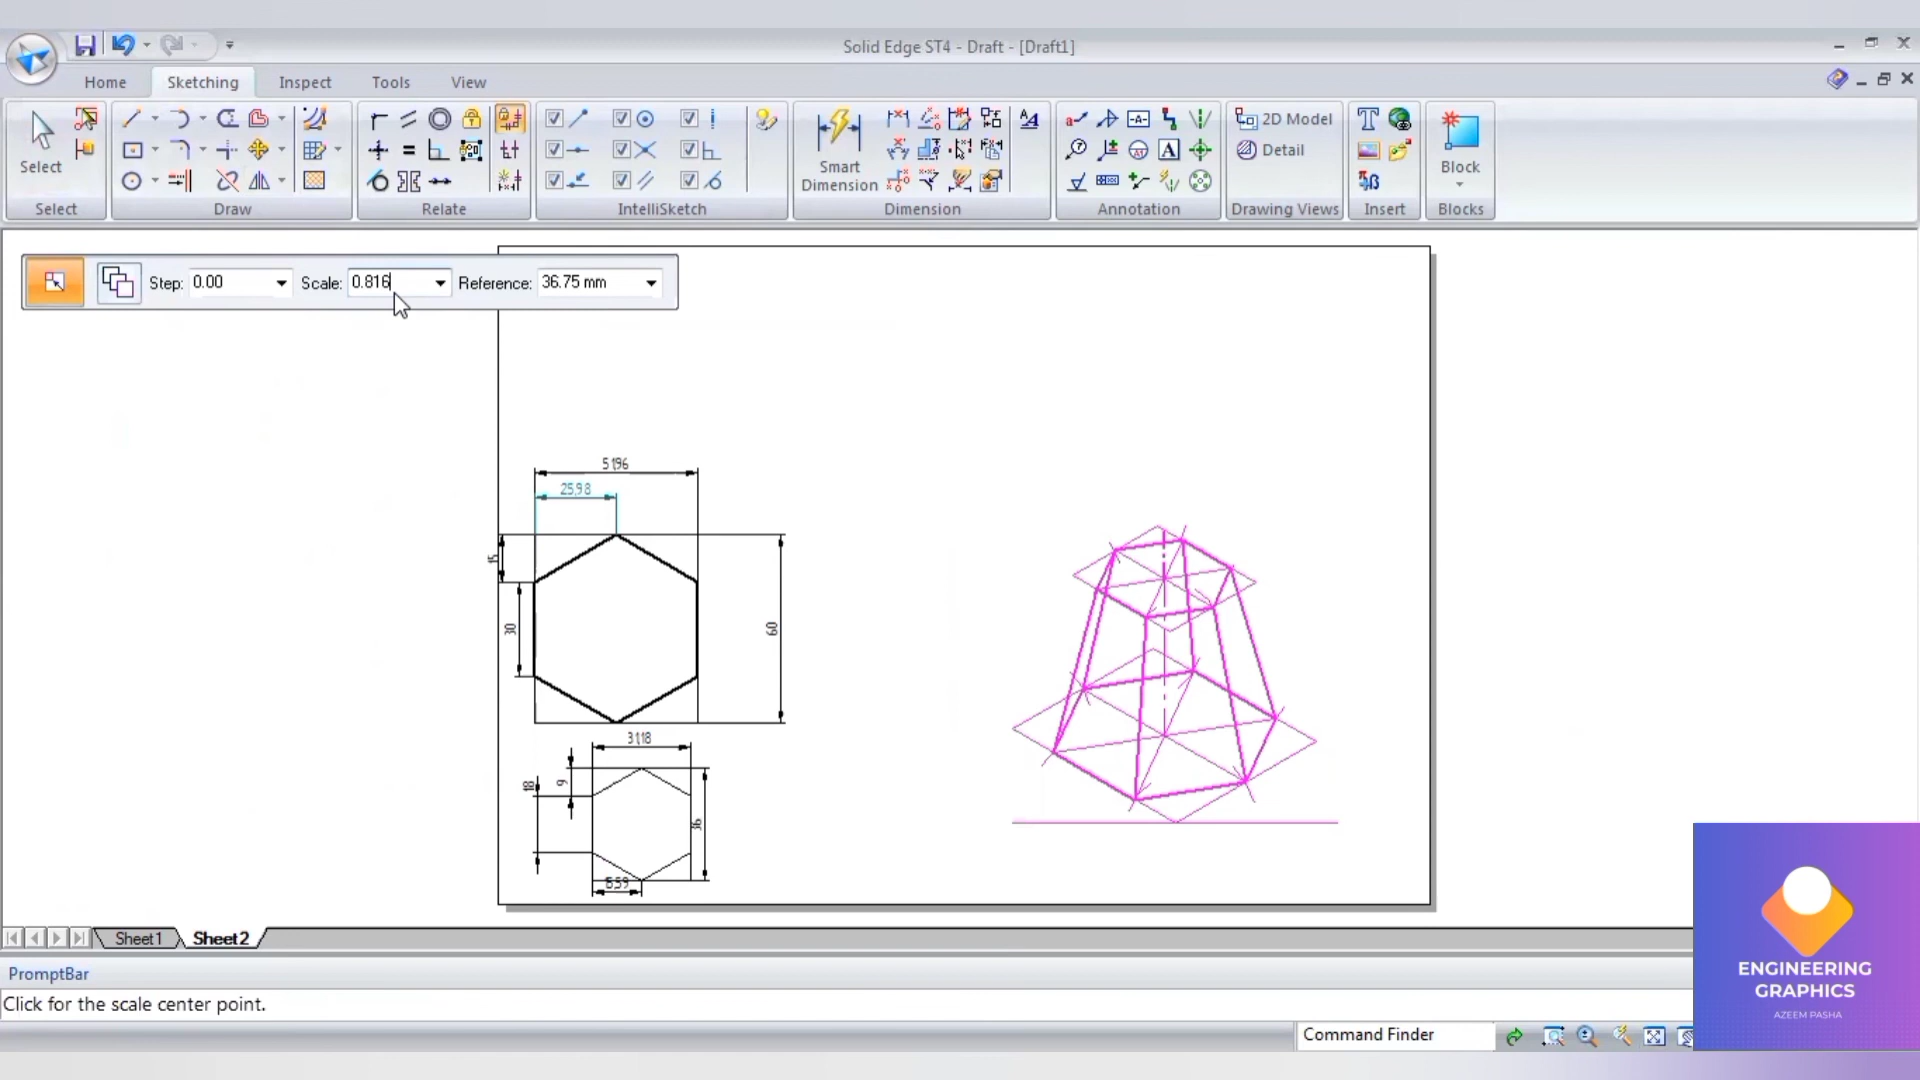 Solid Edge ST4 - Draft - [Draft1]
Home Sketching Inspect Tools View
Select
Smart
Dimension
2D Model
Detail
Block
Select Draw Relate IntelliSketch Dimension Annotation Drawing Views Insert Blocks
Step: 0.00 Scale: 0.816 Reference: 36.75 mm
51,96
25,98
15
30
60
31,18
18
9
36
15,59
Sheet1 Sheet2
PromptBar
Click for the scale center point.
Command Finder
ENGINEERING
GRAPHICS
AZEEM PASHA